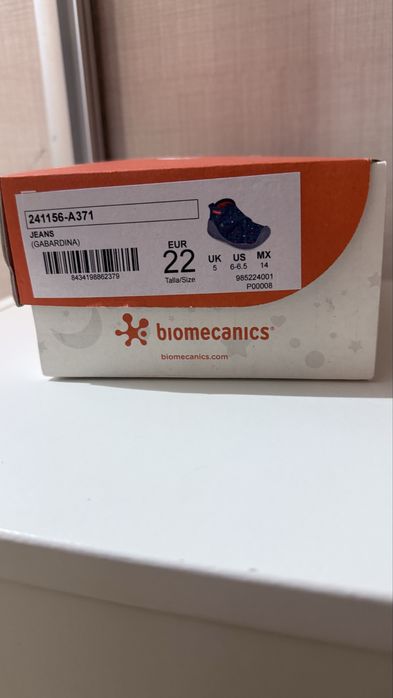 241156-A371
JEANS
(GABARDINA)
8434198862379
EUR
22
Talla/Size
UK US MX
5 6-6.5 14
985224001
P00008
biomecanics®
biomecanics.com